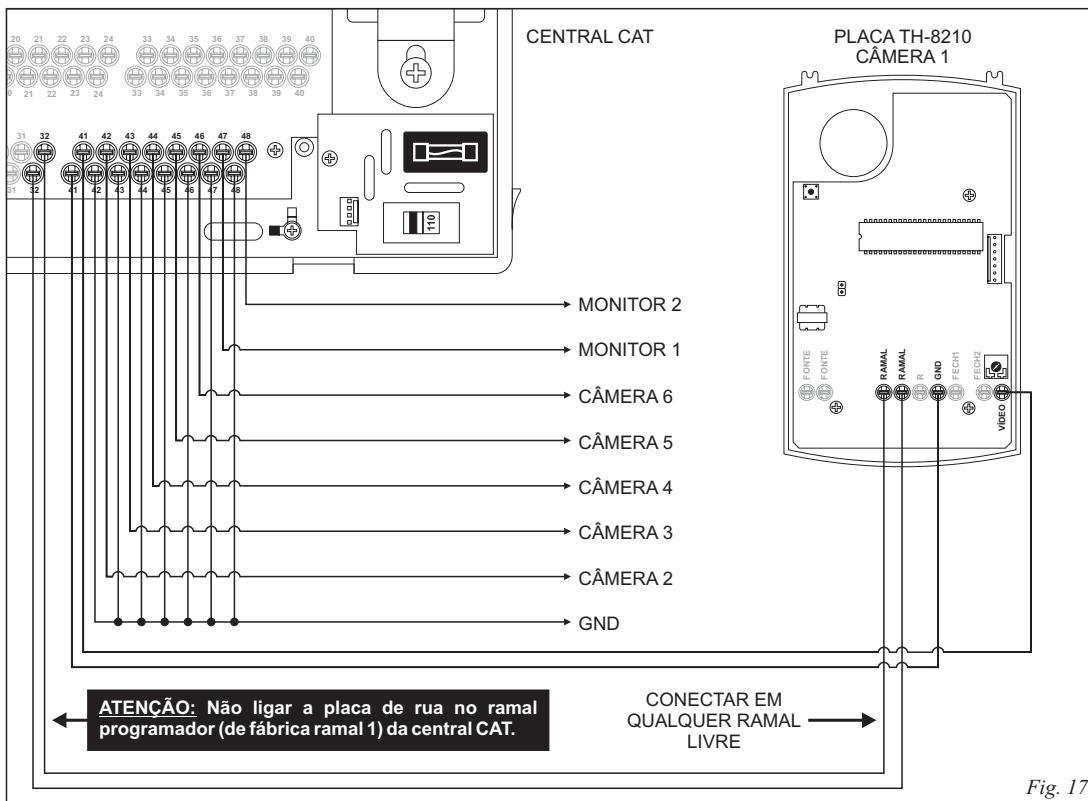 CENTRAL CAT
PLACA TH-8210
CÂMERA 1
20 21 22 23 24 33 34 35 36 37 38 39 40
21 22 23 24 33 34 35 36 37 38 39 40
31 32 41 42 43 44 45 46 47 48
31 32 41 42 43 44 45 46 47 48
110
FONTE FONTE RAMAL RAMAL R GND FECH1 FECH2
VÍDEO
MONITOR 2
MONITOR 1
CÂMERA 6
CÂMERA 5
CÂMERA 4
CÂMERA 3
CÂMERA 2
GND
ATENÇÃO: Não ligar a placa de rua no ramal
programador (de fábrica ramal 1) da central CAT.
CONECTAR EM
QUALQUER RAMAL
LIVRE
Fig. 17